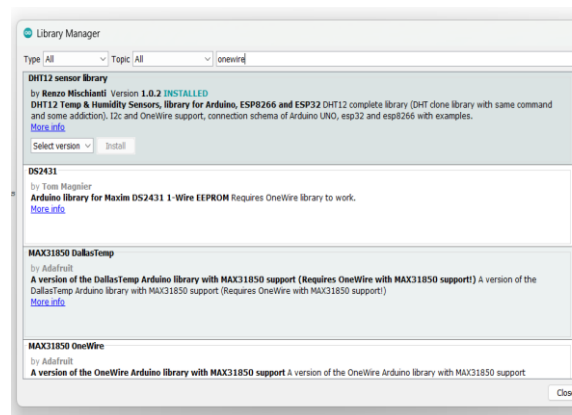 Library Manager
Type All Topic All onewire
DHT12 sensor library
by Renzo Mischianti Version 1.0.2 INSTALLED
DHT12 Temp & Humidity Sensors, library for Arduino, ESP8266 and ESP32 DHT12 complete library (DHT clone library with same command
and some addiction). I2c and OneWire support, connection schema of Arduino UNO, esp32 and esp8266 with examples.
More info
Select version Install
DS2431
by Tom Magnier
Arduino library for Maxim DS2431 1-Wire EEPROM Requires OneWire library to work.
More info
MAX31850 DallasTemp
by Adafruit
A version of the DallasTemp Arduino library with MAX31850 support (Requires OneWire with MAX31850 support!) A version of the
DallasTemp Arduino library with MAX31850 support (Requires OneWire with MAX31850 support!)
More info
MAX31850 OneWire
by Adafruit
A version of the OneWire Arduino library with MAX31850 support A version of the OneWire Arduino library with MAX31850 support
Close